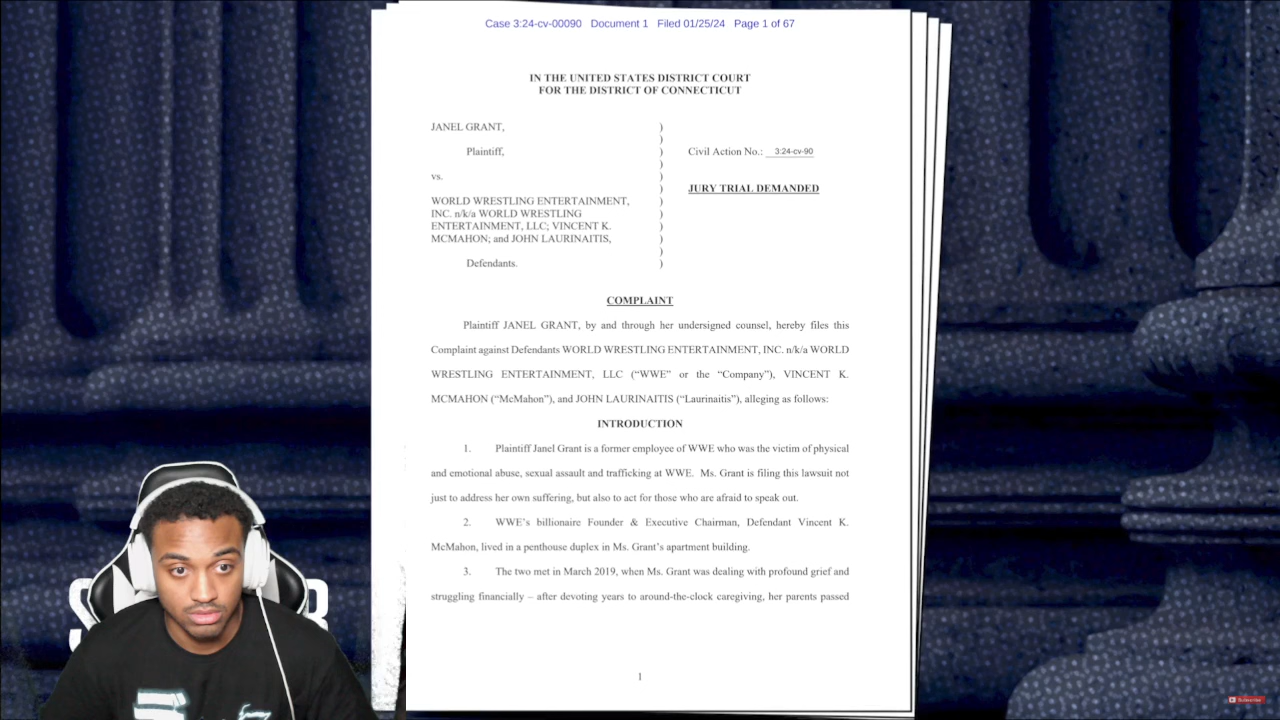 Case 3:24-cv-00090 Document 1 Filed 01/25/24 Page 1 of 67
IN THE UNITED STATES DISTRICT COURT
FOR THE DISTRICT OF CONNECTICUT
JANEL GRANT,
Plaintiff,
vs.
WORLD WRESTLING ENTERTAINMENT,
INC. n/k/a WORLD WRESTLING
ENTERTAINMENT, LLC; VINCENT K.
MCMAHON; and JOHN LAURINAITIS,
Defendants.
)
)
)
)
)
)
)
)
)
)
)
)
Civil Action No.: 3:24-cv-90
JURY TRIAL DEMANDED
COMPLAINT
Plaintiff JANEL GRANT, by and through her undersigned counsel, hereby files this
Complaint against Defendants WORLD WRESTLING ENTERTAINMENT, INC. n/k/a WORLD
WRESTLING ENTERTAINMENT, LLC (“WWE” or the “Company”), VINCENT K.
MCMAHON (“McMahon”), and JOHN LAURINAITIS (“Laurinaitis”), alleging as follows:
INTRODUCTION
1. Plaintiff Janel Grant is a former employee of WWE who was the victim of physical
and emotional abuse, sexual assault and trafficking at WWE. Ms. Grant is filing this lawsuit not
just to address her own suffering, but also to act for those who are afraid to speak out.
2. WWE’s billionaire Founder & Executive Chairman, Defendant Vincent K.
McMahon, lived in a penthouse duplex in Ms. Grant’s apartment building.
3. The two met in March 2019, when Ms. Grant was dealing with profound grief and
struggling financially – after devoting years to around-the-clock caregiving, her parents passed
1
Subscribe